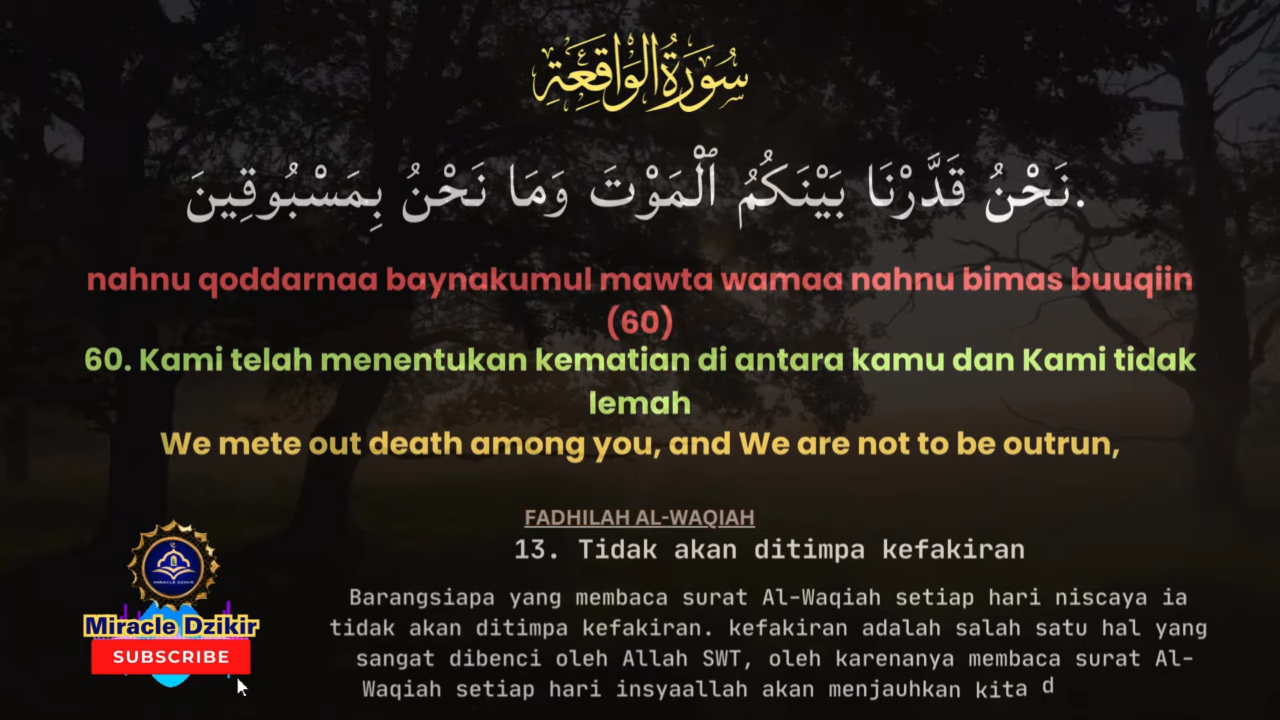 سُورَةُ الوَاقِعَةِ
نَحْنُ قَدَّرْنَا بَيْنَكُمُ ٱلْمَوْتَ وَمَا نَحْنُ بِمَسْبُوقِينَ.
nahnu qoddarnaa baynakumul mawta wamaa nahnu bimas buuqiin
(60)
60. Kami telah menentukan kematian di antara kamu dan Kami tidak
lemah
We mete out death among you, and We are not to be outrun,
FADHILAH AL-WAQIAH
13. Tidak akan ditimpa kefakiran
Barangsiapa yang membaca surat Al-Waqiah setiap hari niscaya ia
tidak akan ditimpa kefakiran. kefakiran adalah salah satu hal yang
sangat dibenci oleh Allah SWT, oleh karenanya membaca surat Al-
Waqiah setiap hari insyaallah akan menjauhkan kita d
MIRACLE DZIKIR
Miracle Dzikir
SUBSCRIBE